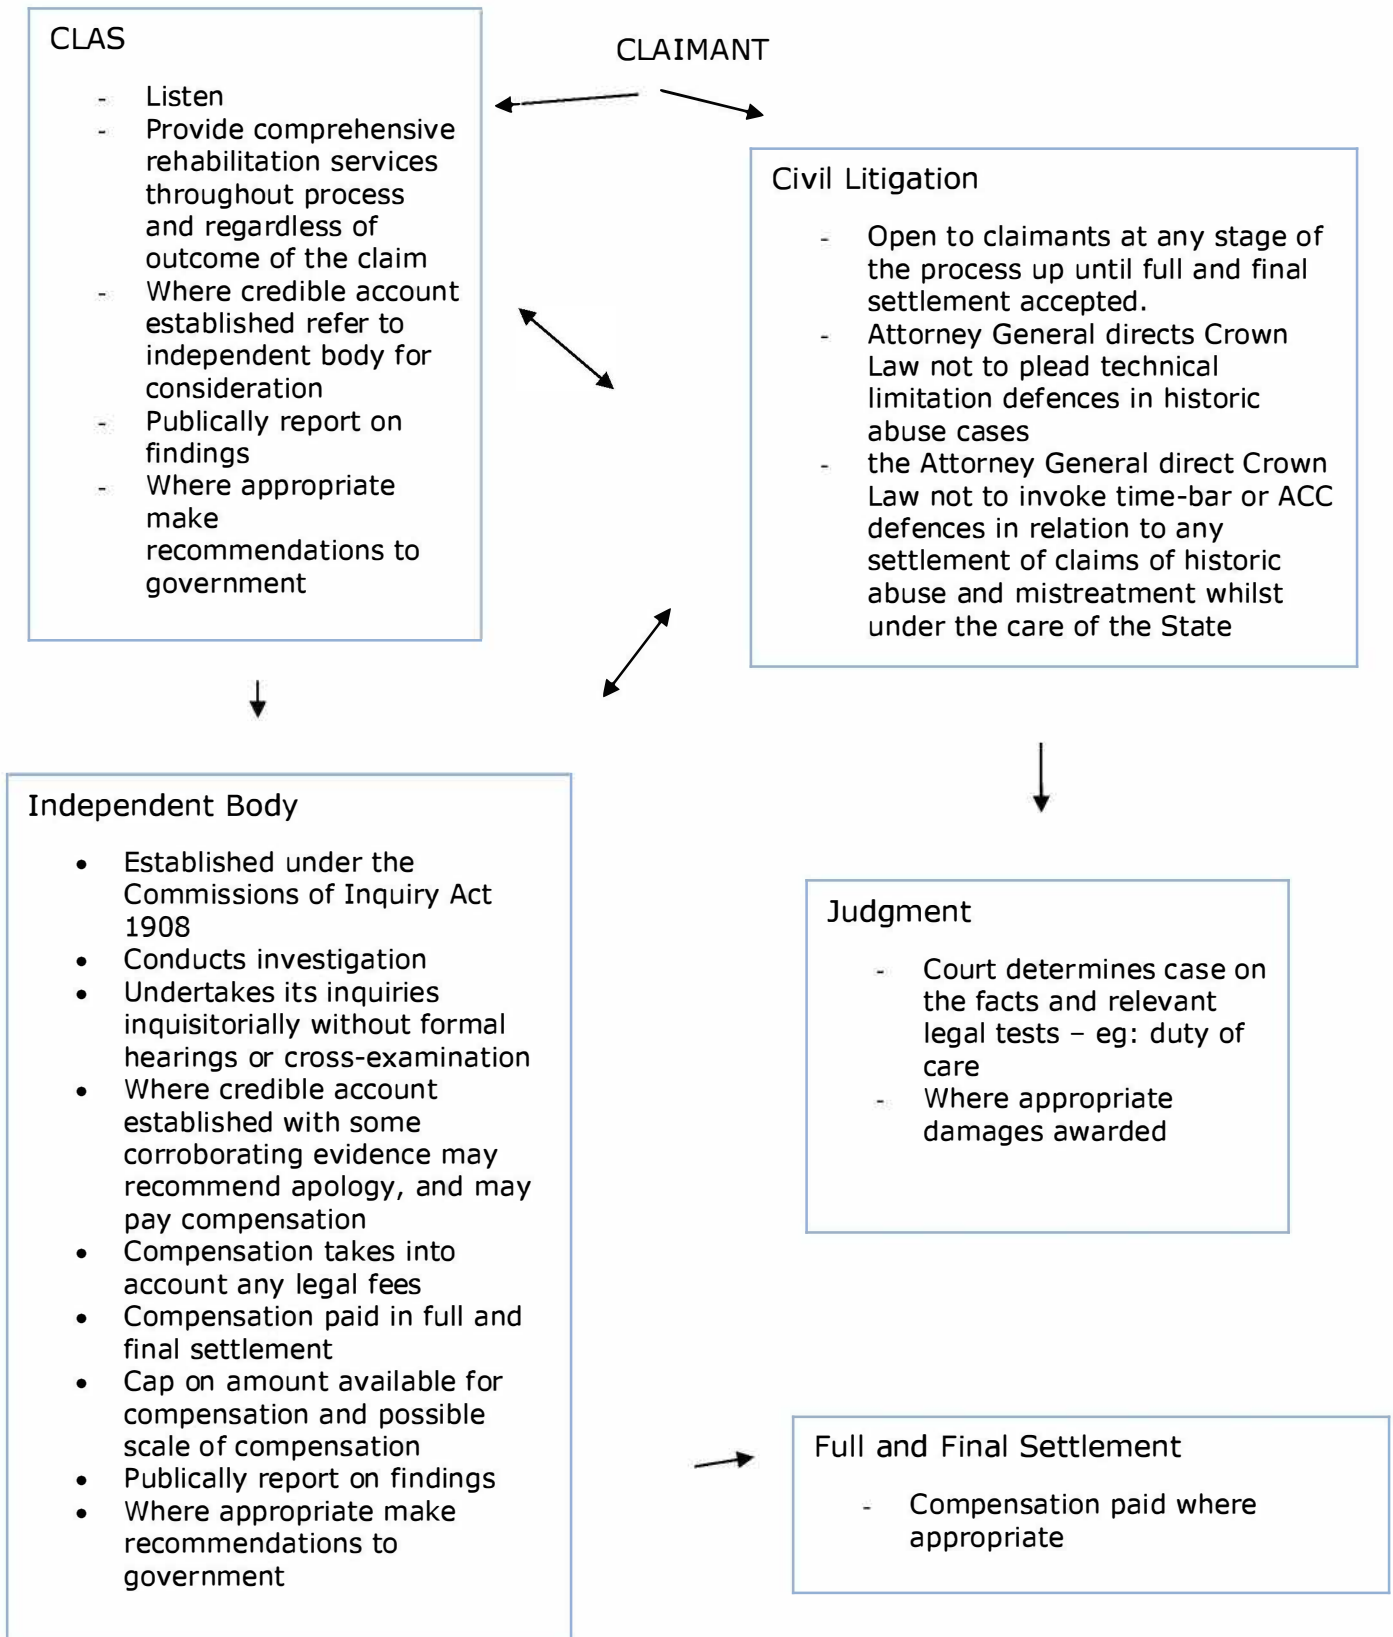 CLAIMANT
CLAS
- Listen
- Provide comprehensive
rehabilitation services
throughout process
and regardless of
outcome of the claim
- Where credible account
established refer to
independent body for
consideration
- Publically report on
findings
- Where appropriate
make
recommendations to
government
Civil Litigation
- Open to claimants at any stage of
the process up until full and final
settlement accepted.
- Attorney General directs Crown
Law not to plead technical
limitation defences in historic
abuse cases
- the Attorney General direct Crown
Law not to invoke time-bar or ACC
defences in relation to any
settlement of claims of historic
abuse and mistreatment whilst
under the care of the State
Independent Body
• Established under the
Commissions of Inquiry Act
1908
• Conducts investigation
• Undertakes its inquiries
inquisitorially without formal
hearings or cross-examination
• Where credible account
established with some
corroborating evidence may
recommend apology, and may
pay compensation
• Compensation takes into
account any legal fees
• Compensation paid in full and
final settlement
• Cap on amount available for
compensation and possible
scale of compensation
• Publically report on findings
• Where appropriate make
recommendations to
government
Judgment
- Court determines case on
the facts and relevant
legal tests – eg: duty of
care
- Where appropriate
damages awarded
Full and Final Settlement
- Compensation paid where
appropriate